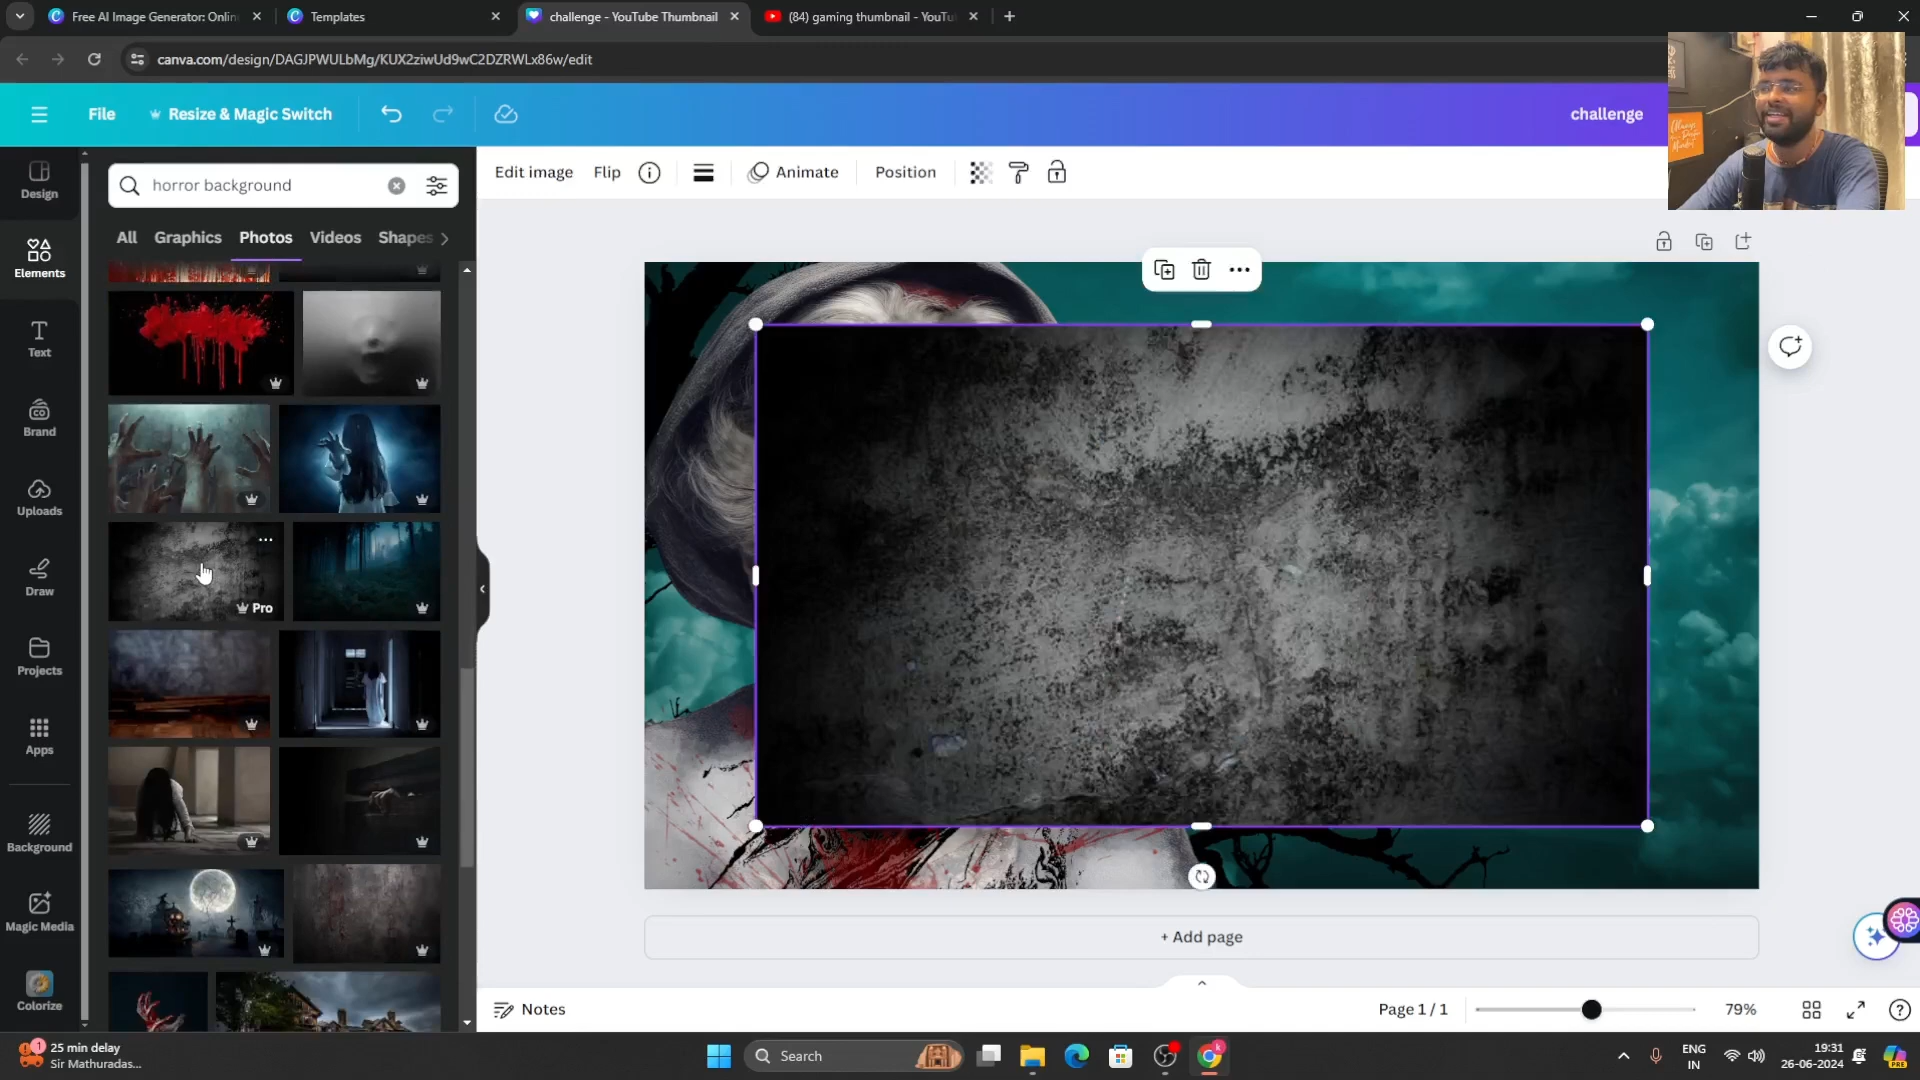 Free AI Image Generator: Onlin
Templates
challenge - YouTube Thumbnail
(84) gaming thumbnail - YouTu
canva.com/design/DAGJPWULbMg/KUX2ziwUd9wC2DZRWLx86w/edit
File
Resize & Magic Switch
challenge
Design
Elements
Text
Brand
Uploads
Draw
Projects
Apps
Background
Magic Media
Colorize
horror background
All
Graphics
Photos
Videos
Shapes
Pro
Edit image
Flip
Animate
Position
+ Add page
Notes
Page 1 / 1
79%
25 min delay
Sir Mathuradas...
Search
ENG
IN
19:31
26-06-2024